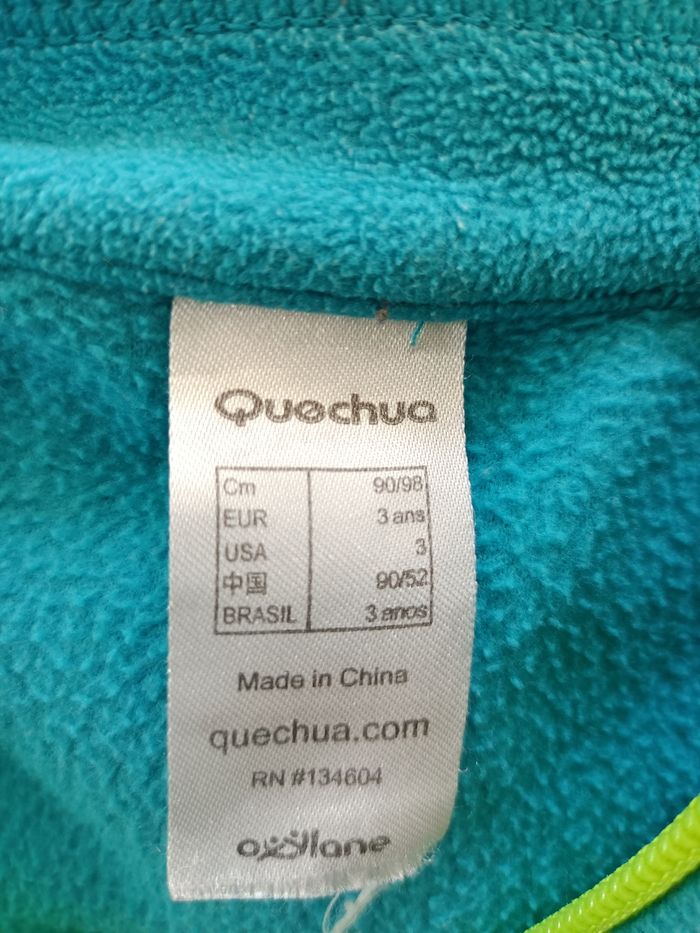 Quechua
Cm 90/98
EUR 3 ans
USA 3
中国 90/52
BRASIL 3 anos
Made in China
quechua.com
RN #134604
oxylane